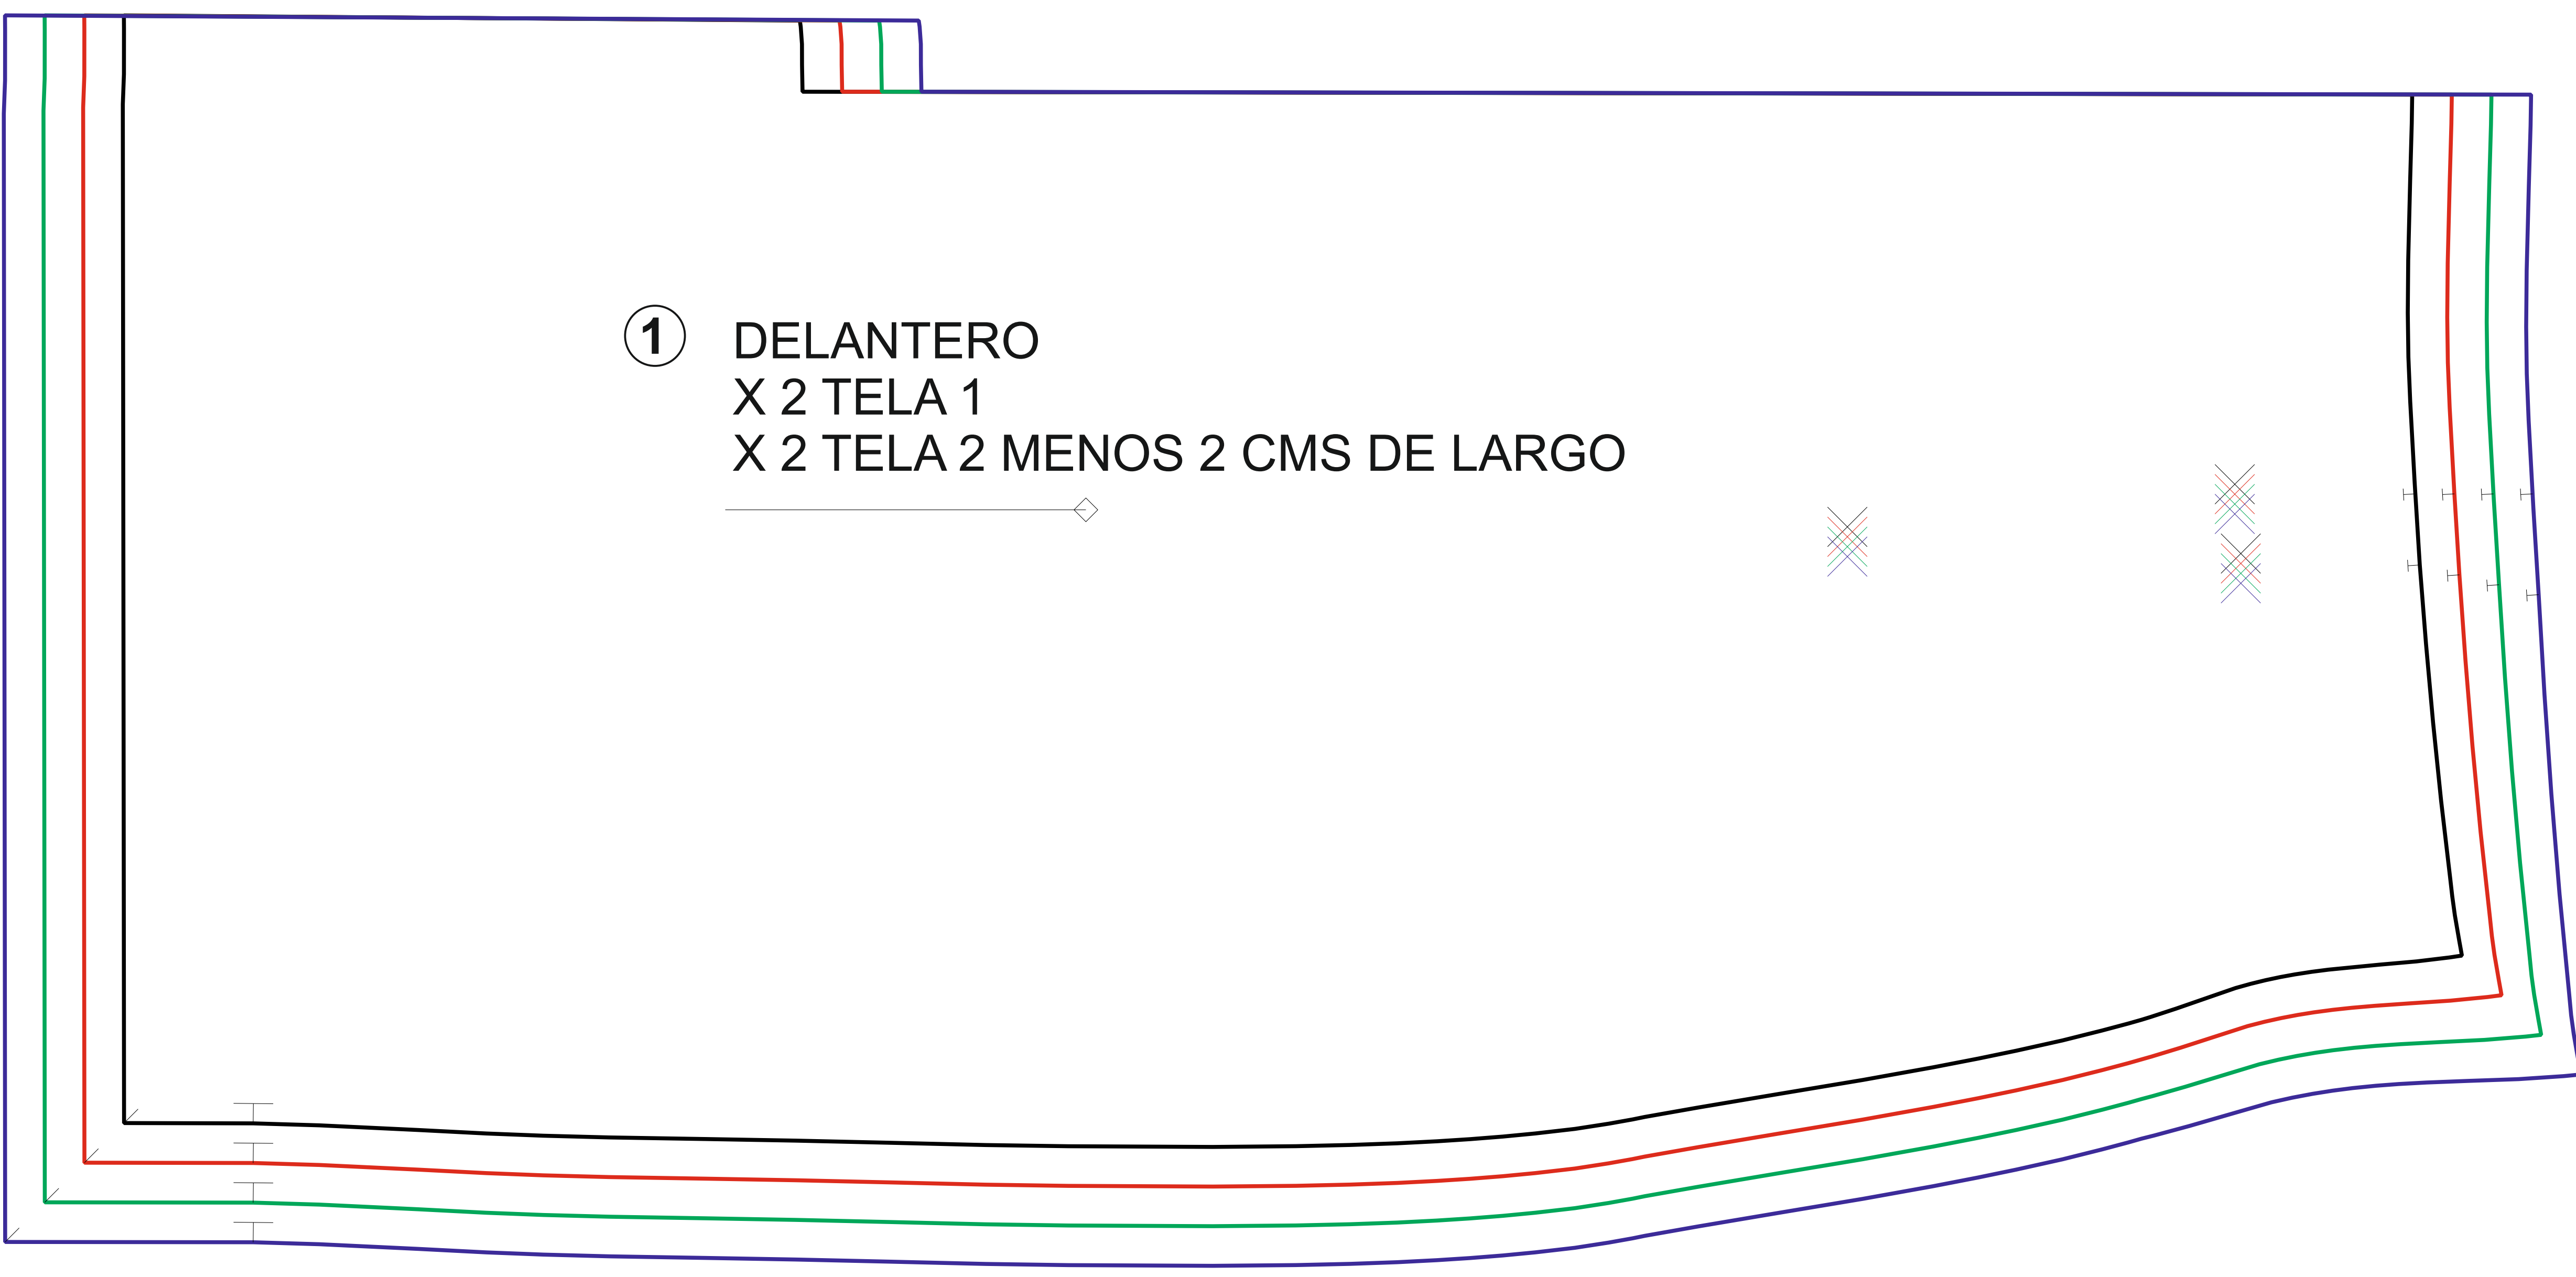 1 DELANTERO
X 2 TELA 1
X 2 TELA 2 MENOS 2 CMS DE LARGO